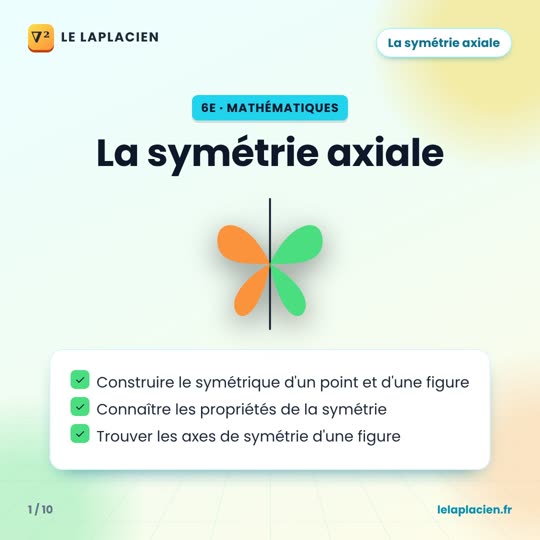 ∇² LE LAPLACIEN
La symétrie axiale
6E · MATHÉMATIQUES
La symétrie axiale
Construire le symétrique d'un point et d'une figure
Connaître les propriétés de la symétrie
Trouver les axes de symétrie d'une figure
1 / 10
lelaplacien.fr